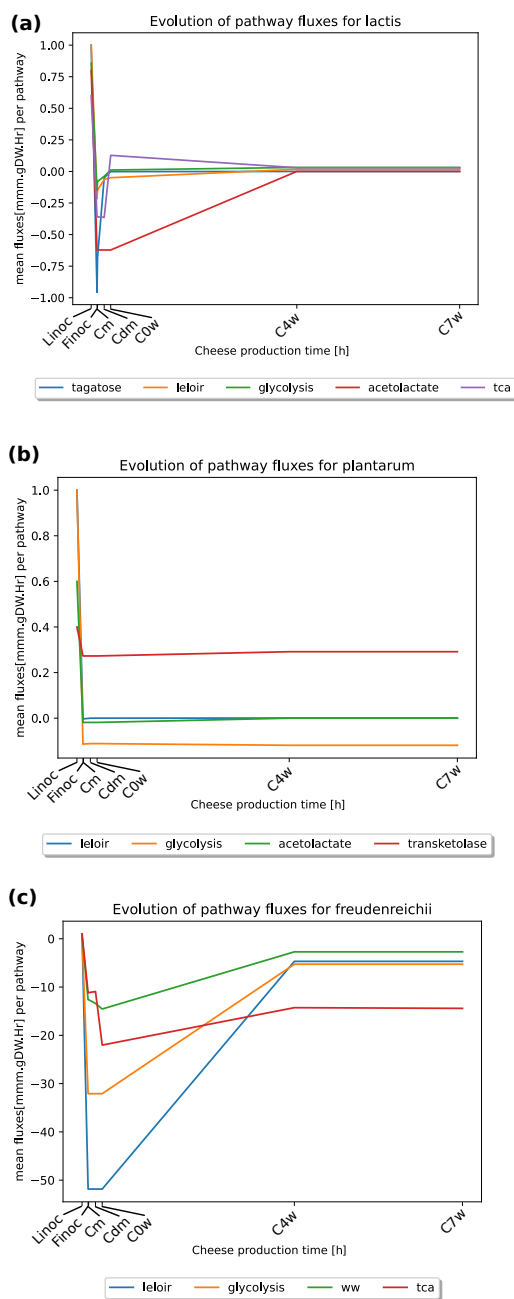 (a)
Evolution of pathway fluxes for lactis
mean fluxes[mmm.gDW.Hr] per pathway
1.00
0.75
0.50
0.25
0.00
−0.25
−0.50
−0.75
−1.00
Linoc
Finoc
Cm
Cdm
C0w
C4w
C7w
Cheese production time [h]
tagatose leloir glycolysis acetolactate tca
(b)
Evolution of pathway fluxes for plantarum
mean fluxes[mmm.gDW.Hr] per pathway
1.0
0.8
0.6
0.4
0.2
0.0
Linoc
Finoc
Cm
Cdm
C0w
C4w
C7w
Cheese production time [h]
leloir glycolysis acetolactate transketolase
(c)
Evolution of pathway fluxes for freudenreichii
mean fluxes[mmm.gDW.Hr] per pathway
0
−10
−20
−30
−40
−50
Linoc
Finoc
Cm
Cdm
C0w
C4w
C7w
Cheese production time [h]
leloir glycolysis ww tca